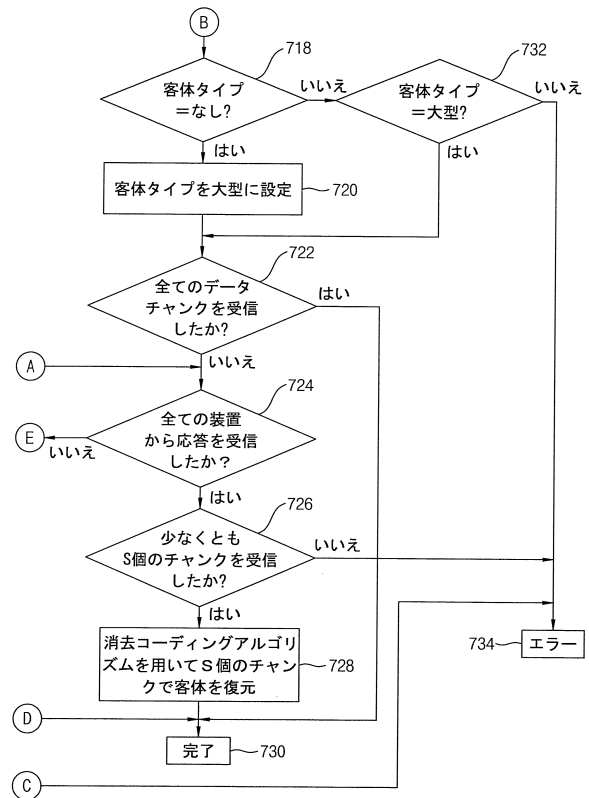 B
718
客体タイプ
＝なし?
いいえ
732
客体タイプ
＝大型?
いいえ
はい
はい
客体タイプを大型に設定
720
722
全てのデータ
チャンクを受信
したか?
はい
いいえ
A
724
全ての装置
から応答を受信
したか？
E
いいえ
はい
726
少なくとも
S個のチャンクを受信
したか?
いいえ
はい
消去コーディングアルゴリ
ズムを用いてＳ個のチャン
クで客体を復元
728
734
エラー
D
完了
730
C